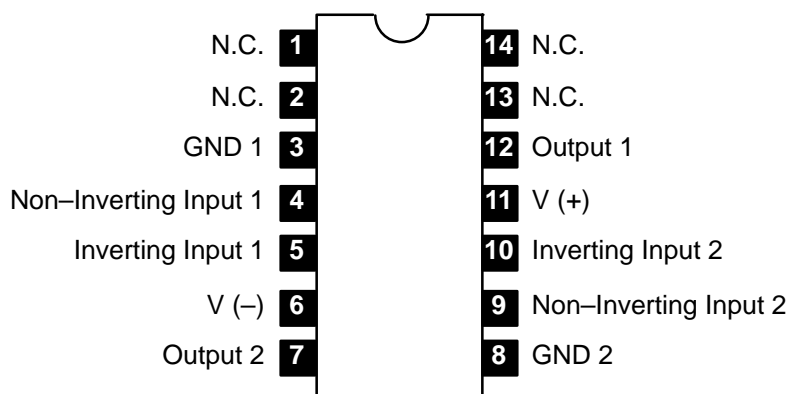 N.C. 1 14 N.C.
N.C. 2 13 N.C.
GND 1 3 12 Output 1
Non–Inverting Input 1 4 11 V (+)
Inverting Input 1 5 10 Inverting Input 2
V (–) 6 9 Non–Inverting Input 2
Output 2 7 8 GND 2